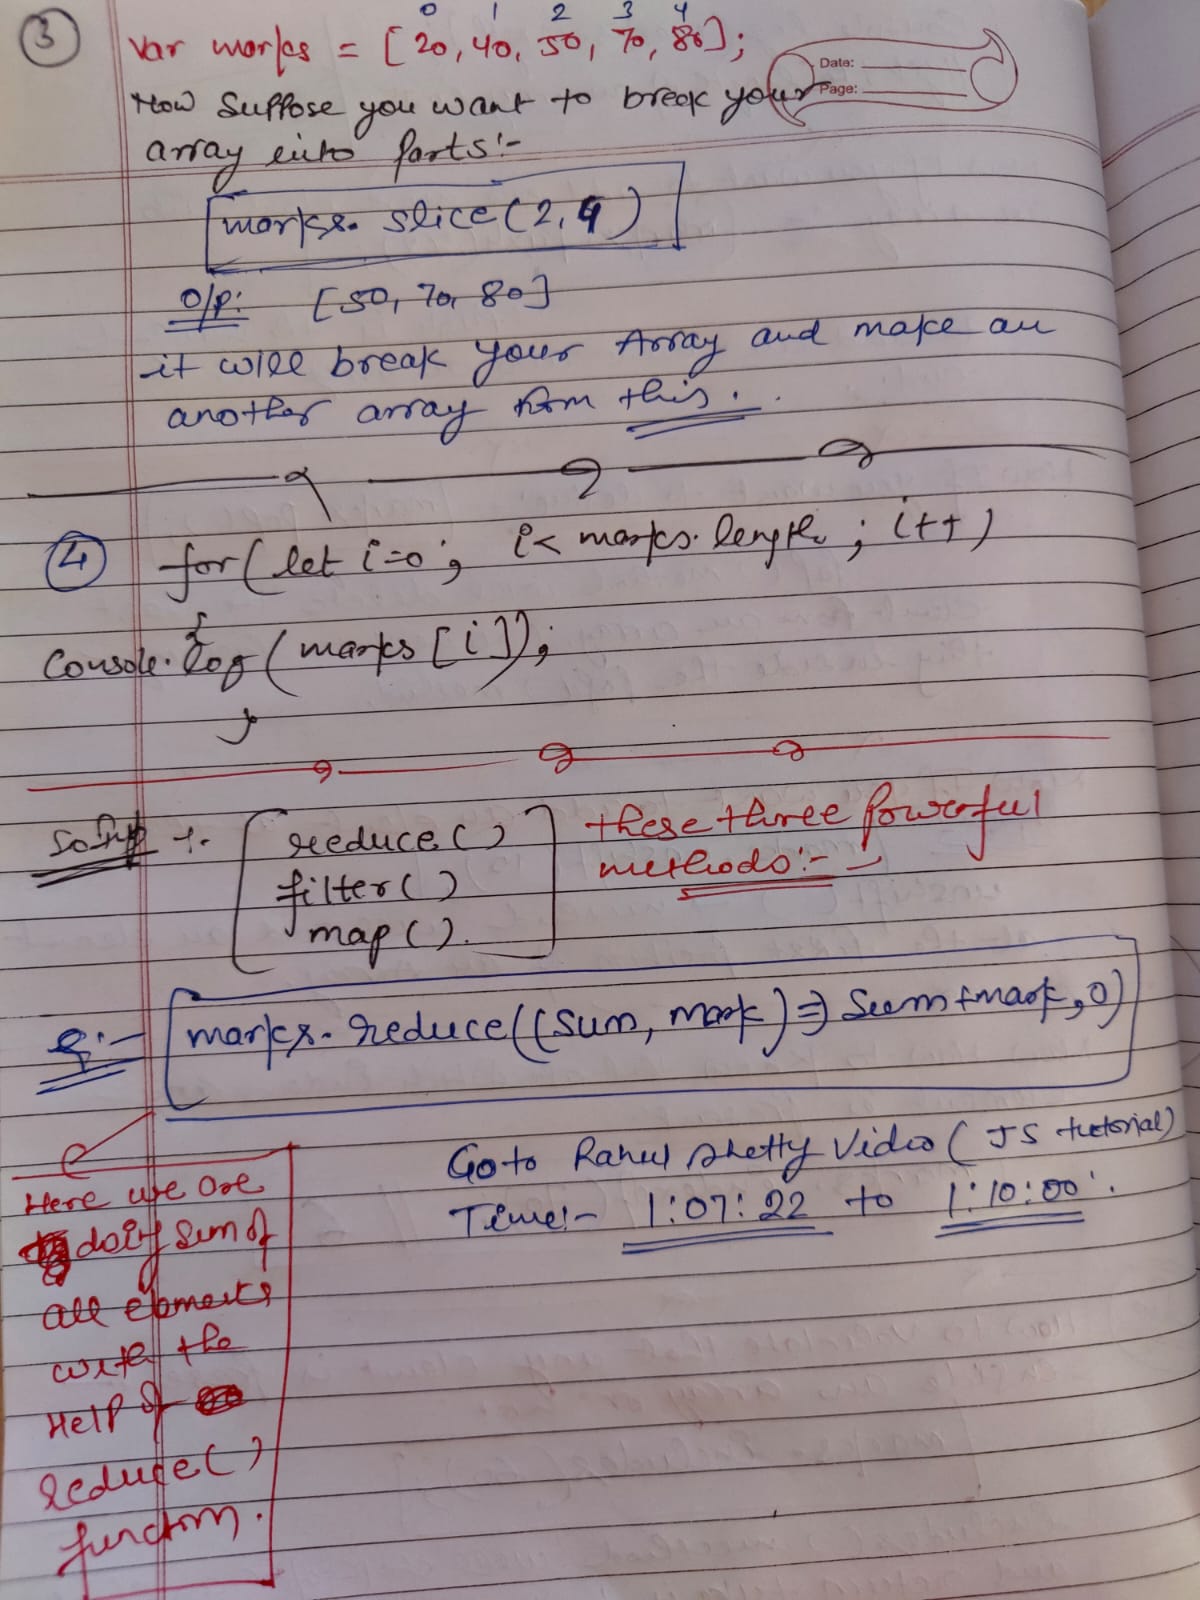 3
0 1 2 3 4
var marks = [20, 40, 50, 70, 80];
Date:
Page:
Now Suppose you want to break your
array into parts:-
marks. slice(2,4)
O/P: [50, 70, 80]
it will break your Array and make an
another array from this.
4
for( let i=0 ; i< marks.length ; i++)
{
Console.log(marks[i]);
}
reduce()
filter()
map().
these three powerful
methods:-
marks.reduce((sum, mark)=> Sum+mark, 0)
Here we are
doing sum of
all elements
with the
Help of
reduce()
function.
Goto Rahul shetty Video ( JS tutorial)
Time:- 1:07:22 to 1:10:00.